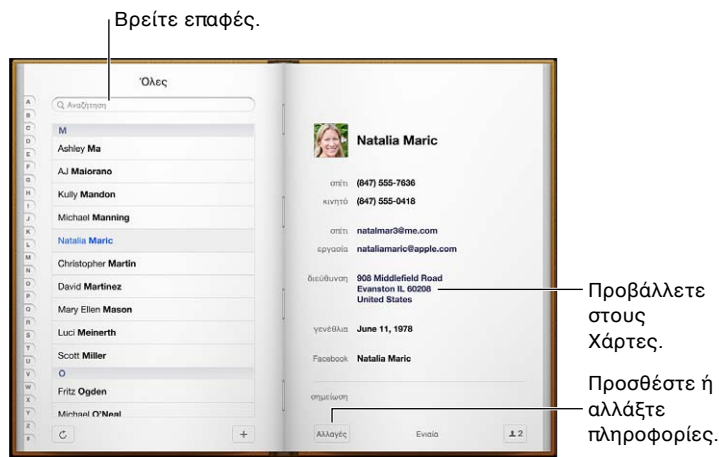 Βρείτε επαφές.
Όλες
Αναζήτηση
A
B
C
D
E
F
G
H
I
J
K
L
M
N
O
P
Q
R
S
T
U
V
W
X
Y
Z
#
M
Ashley Ma
AJ Maiorano
Kully Mandon
Michael Manning
Natalia Maric
Christopher Martin
David Martinez
Mary Ellen Mason
Luci Meinerth
Scott Miller
O
Fritz Ogden
Michael O'Neal
Natalia Maric
σπίτι (847) 555-7636
κινητό (847) 555-0418
σπίτι natalmar3@me.com
εργασία nataliamaric@apple.com
διεύθυνση 908 Middlefield Road
Evanston IL 60208
United States
γενέθλια June 11, 1978
Facebook Natalia Maric
σημείωση
Αλλαγές Ενιαία 2
Προβάλλετε
στους
Χάρτες.
Προσθέστε ή
αλλάξτε
πληροφορίες.